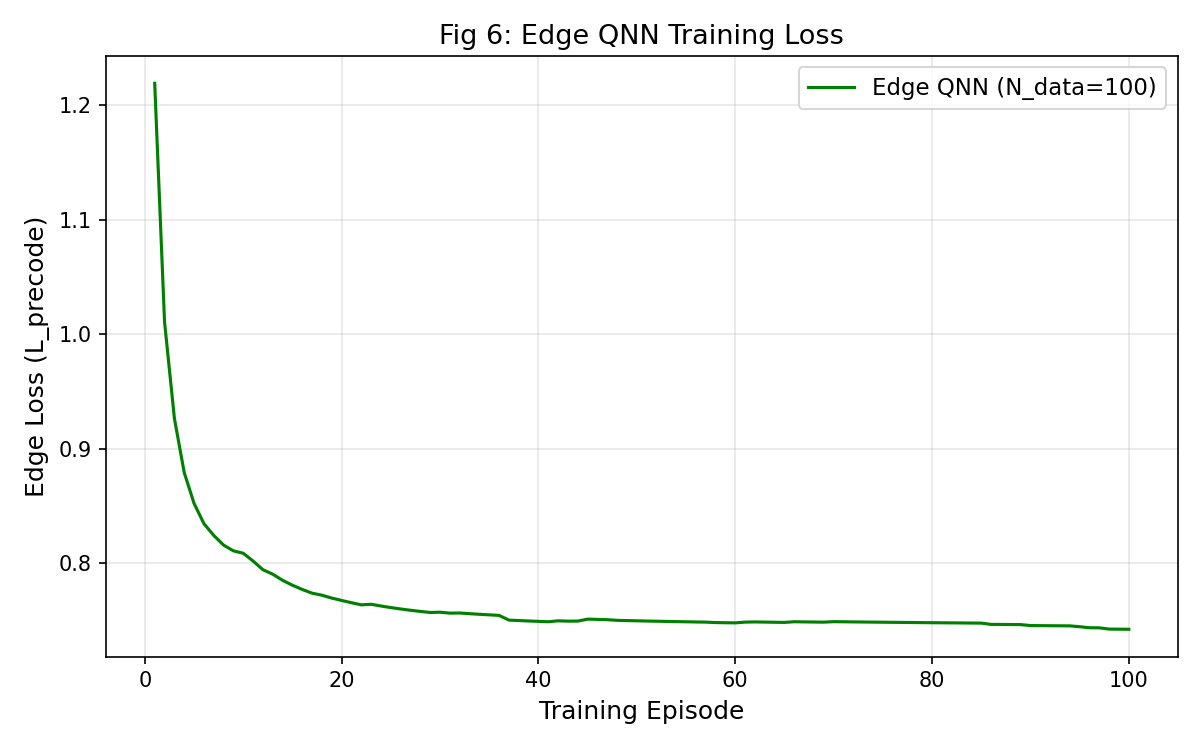 Fig 6: Edge QNN Training Loss
Edge QNN (N_data=100)
Edge Loss (L_precode)
1.2
1.1
1.0
0.9
0.8
0 20 40 60 80 100
Training Episode